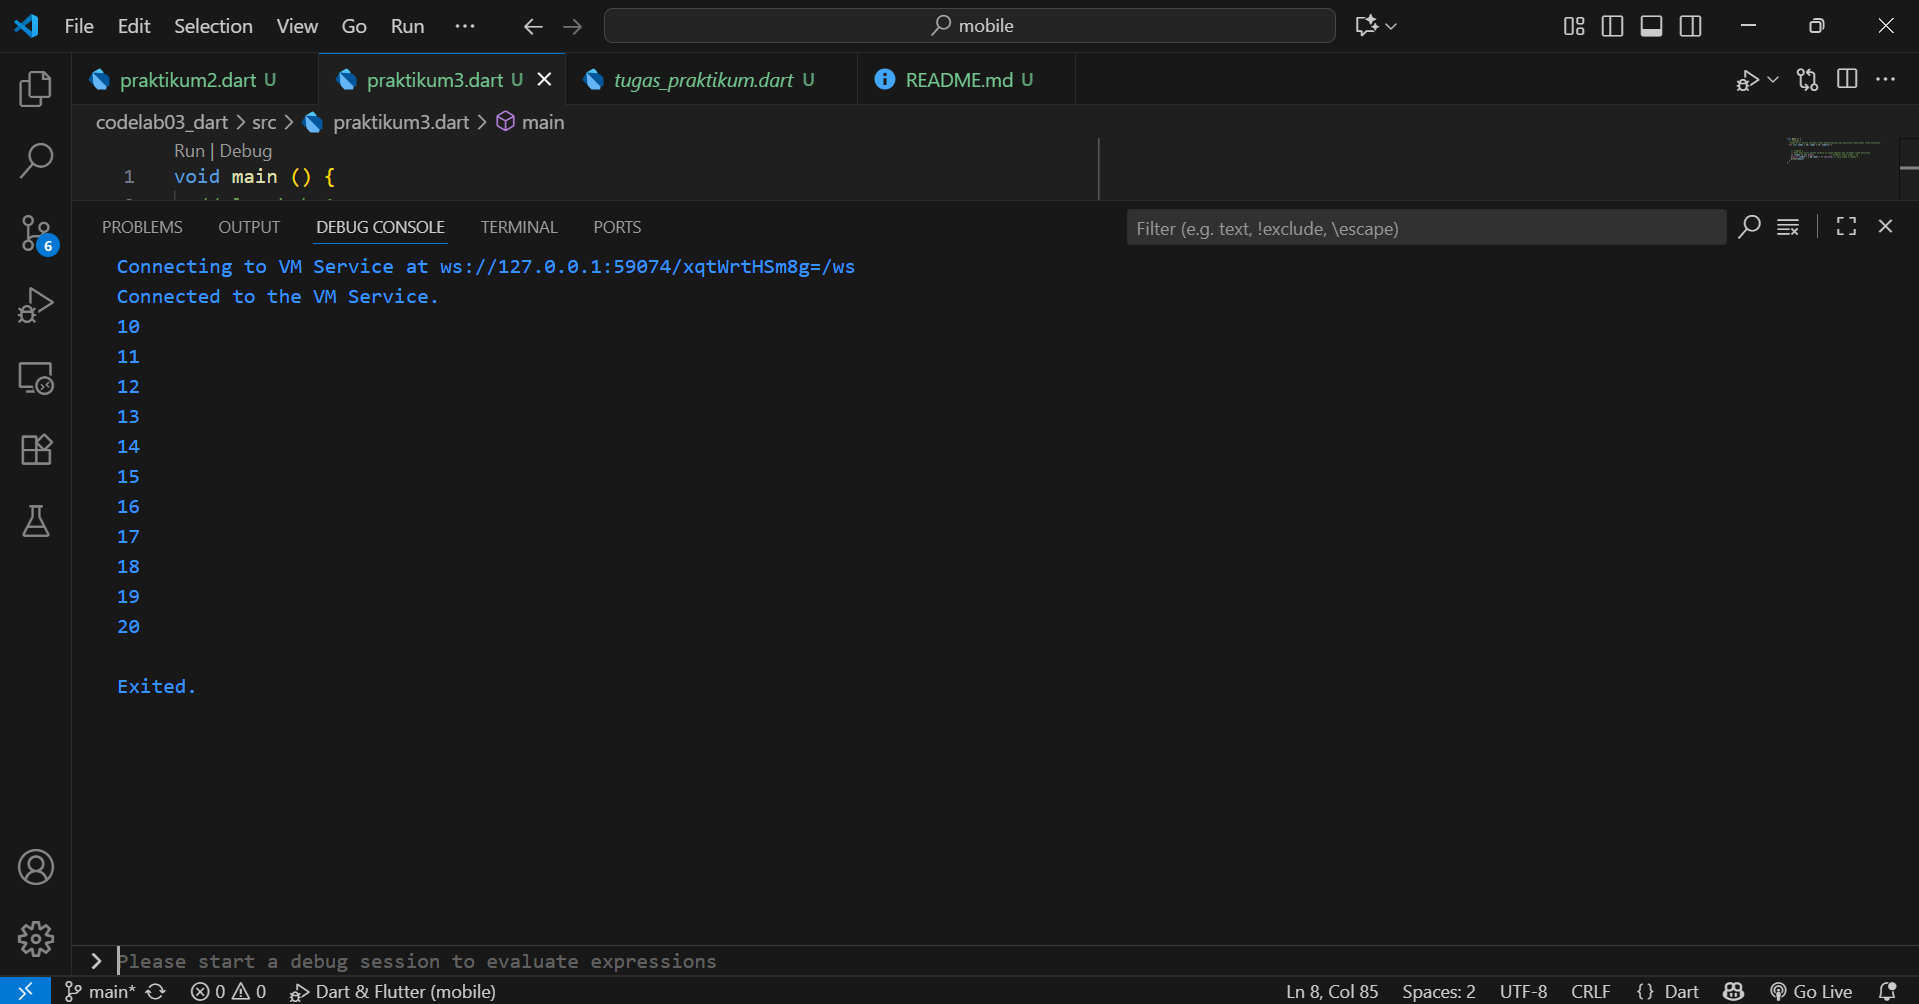 File Edit Selection View Go Run ··· mobile
praktikum2.dart U praktikum3.dart U tugas_praktikum.dart U README.md U
codelab03_dart > src > praktikum3.dart > main
Run | Debug
1 void main () {
PROBLEMS OUTPUT DEBUG CONSOLE TERMINAL PORTS Filter (e.g. text, !exclude, \escape)
6
Connecting to VM Service at ws://127.0.0.1:59074/xqtWrtHSm8g=/ws
Connected to the VM Service.
10
11
12
13
14
15
16
17
18
19
20
Exited.
> Please start a debug session to evaluate expressions
main* 0 0 Dart & Flutter (mobile) Ln 8, Col 85 Spaces: 2 UTF-8 CRLF {} Dart Go Live